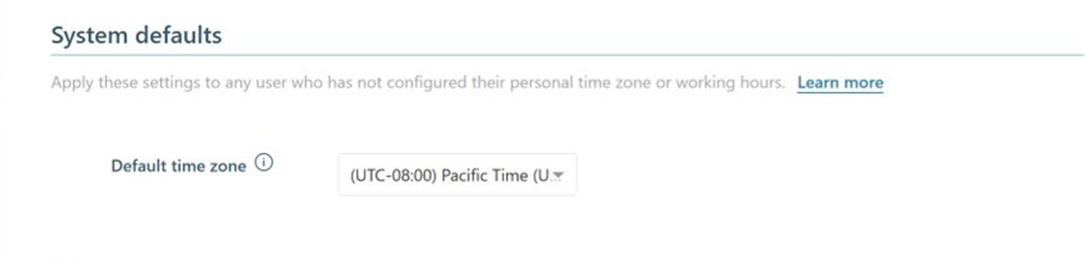 System defaults
Apply these settings to any user who has not configured their personal time zone or working hours. Learn more
Default time zone
(UTC-08:00) Pacific Time (U...